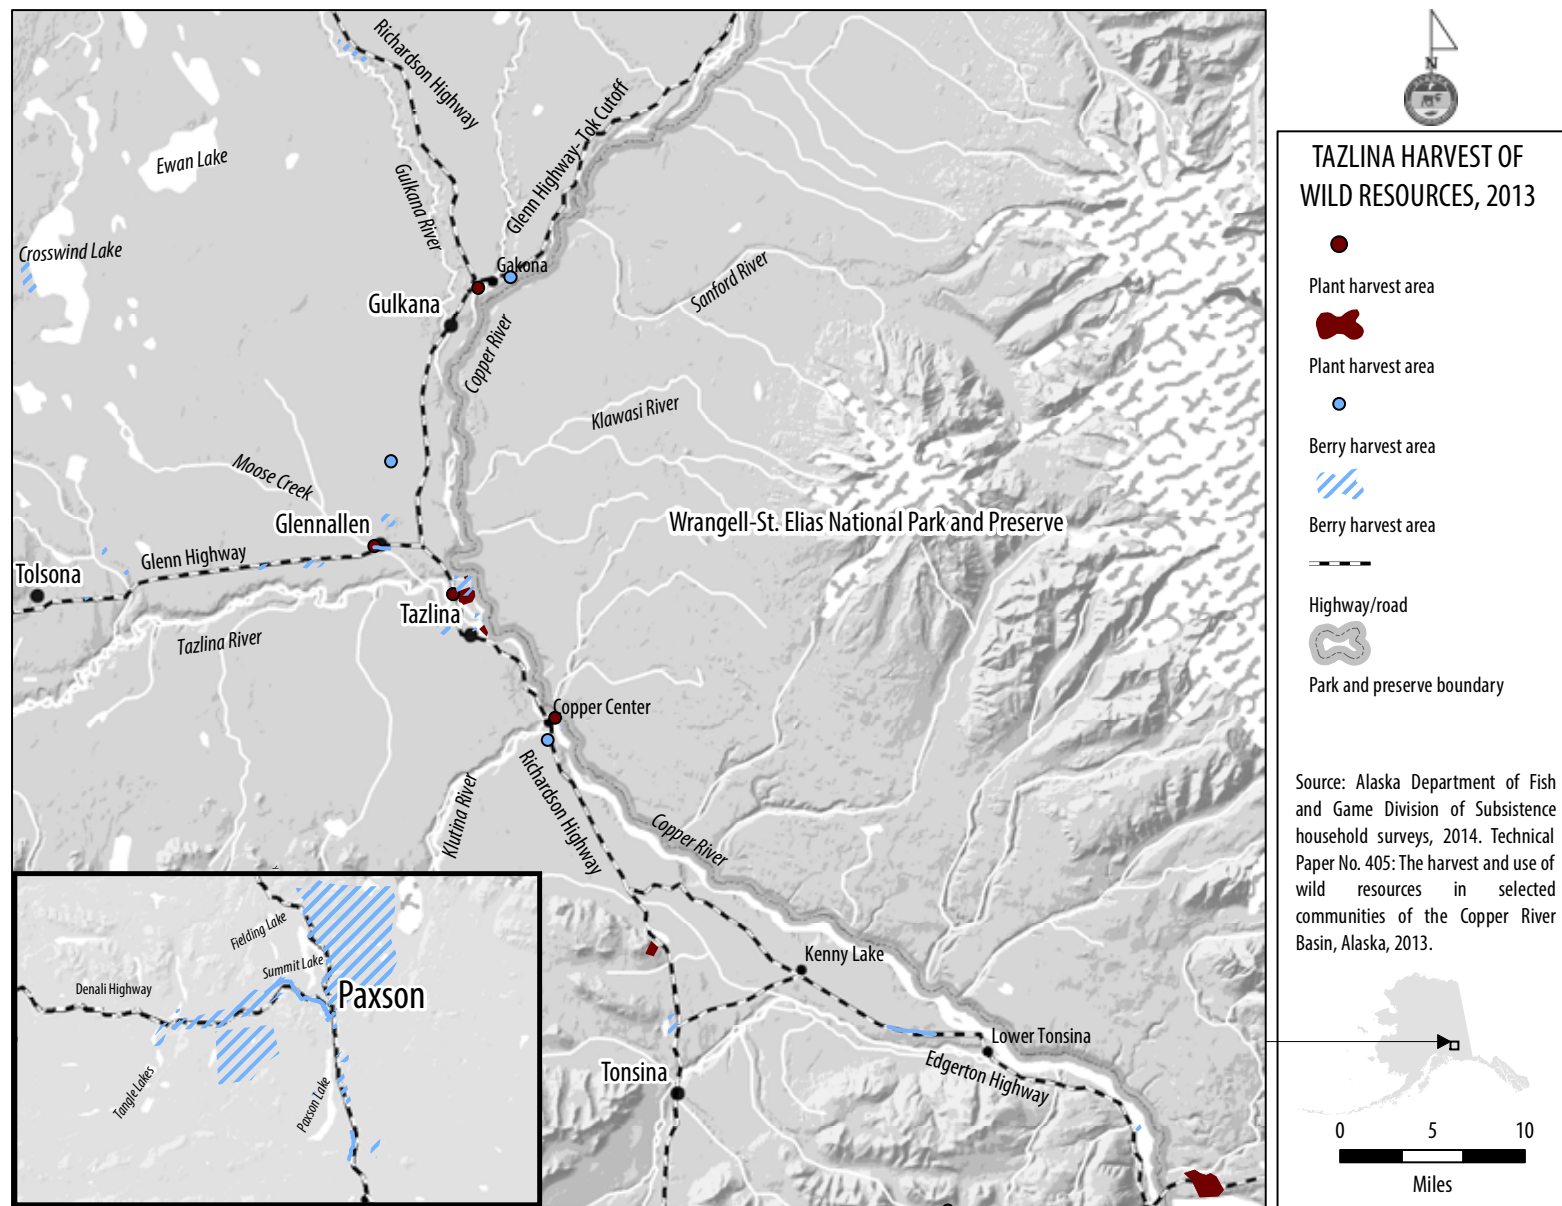 Richardson Highway
Glenn Highway-Tok Cutoff
Ewan Lake
Gulkana River
Crosswind Lake
Gakona
Sanford River
Gulkana
Copper River
Klawasi River
Moose Creek
Glennallen
Wrangell-St. Elias National Park and Preserve
Glenn Highway
Tolsona
Tazlina
Tazlina River
Copper Center
Richardson Highway
Klutina River
Copper River
Kenny Lake
Lower Tonsina
Edgerton Highway
Tonsina
Fielding Lake
Summit Lake
Denali Highway
Paxson
Tangle Lakes
Paxson Lake
N
TAZLINA HARVEST OF
WILD RESOURCES, 2013
Plant harvest area
Plant harvest area
Berry harvest area
Berry harvest area
Highway/road
Park and preserve boundary
Source: Alaska Department of Fish
and Game Division of Subsistence
household surveys, 2014. Technical
Paper No. 405: The harvest and use of
wild resources in selected
communities of the Copper River
Basin, Alaska, 2013.
0 5 10
Miles